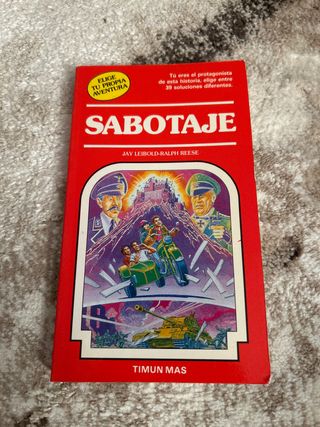 ELIGE
TU PROPIA
AVENTURA
Tú eres el protagonista
de esta historia, elige entre
39 soluciones diferentes.
SABOTAJE
JAY LEIBOLD-RALPH REESE
TIMUN MAS